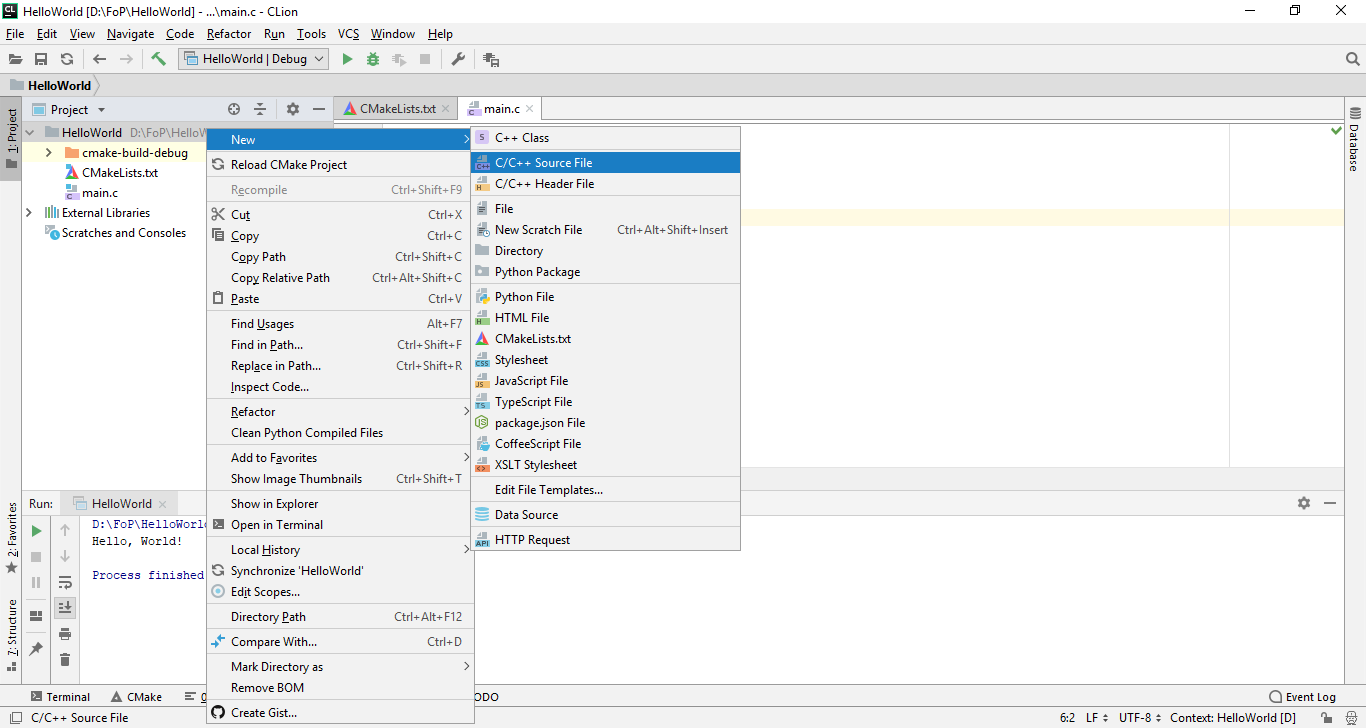 HelloWorld [D:\FoP\HelloWorld] - ...\main.c - CLion
File Edit View Navigate Code Refactor Run Tools VCS Window Help
HelloWorld | Debug
HelloWorld
Project
CMakeLists.txt
main.c
1: Project
HelloWorld D:\FoP\HelloW
cmake-build-debug
CMakeLists.txt
main.c
External Libraries
Scratches and Consoles
New
Reload CMake Project
Recompile Ctrl+Shift+F9
Cut Ctrl+X
Copy Ctrl+C
Copy Path Ctrl+Shift+C
Copy Relative Path Ctrl+Alt+Shift+C
Paste Ctrl+V
Find Usages Alt+F7
Find in Path... Ctrl+Shift+F
Replace in Path... Ctrl+Shift+R
Inspect Code...
Refactor
Clean Python Compiled Files
Add to Favorites
Show Image Thumbnails Ctrl+Shift+T
Show in Explorer
Open in Terminal
Local History
Synchronize 'HelloWorld'
Edit Scopes...
Directory Path Ctrl+Alt+F12
Compare With... Ctrl+D
Mark Directory as
Remove BOM
Create Gist...
S C++ Class
C++ C/C++ Source File
H C/C++ Header File
File
New Scratch File Ctrl+Alt+Shift+Insert
Directory
Python Package
Python File
H HTML File
CMakeLists.txt
CSS Stylesheet
JS JavaScript File
TS TypeScript File
JS package.json File
CoffeeScript File
XSLT Stylesheet
Edit File Templates...
Data Source
API HTTP Request
Database
Run: HelloWorld
D:\FoP\HelloWorl
Hello, World!
Process finished
2: Favorites
7: Structure
Terminal CMake 0 ODO Event Log
C/C++ Source File 6:2 LF UTF-8 Context: HelloWorld [D]